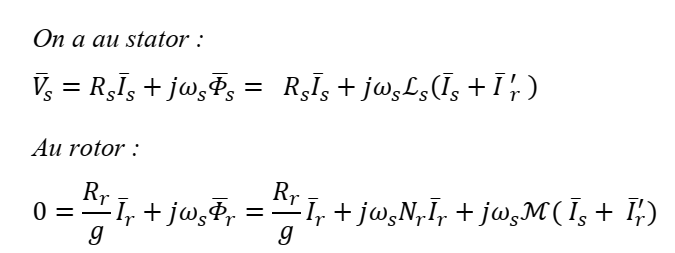 On a au stator :
V̄ₛ = RₛĪₛ + jωₛΦ̄ₛ = RₛĪₛ + jωₛℒₛ(Īₛ + Ī′ᵣ )
Au rotor :
0 = Rᵣ/g Īᵣ + jωₛΦ̄ᵣ = Rᵣ/g Īᵣ + jωₛNᵣĪᵣ + jωₛℳ( Īₛ + Ī′ᵣ)